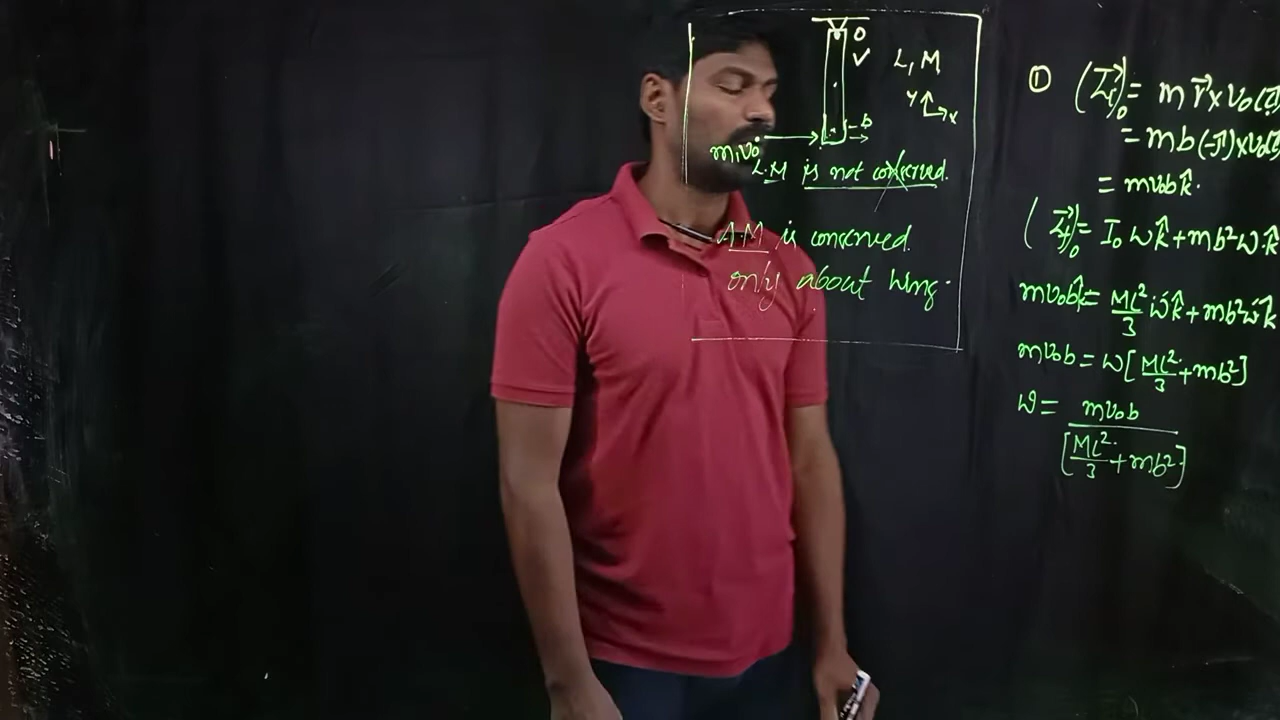 O
L, M
Y
x
b
m, v₀
L.M is not conserved.
A.M is conserved
only about hing.
① (L⃗i)₀ = m r⃗ × v₀(
= mb(-j) × v₀(
= mv₀b k̂.
(L⃗f)₀ = I₀ ω k̂ + mb²ω k̂
mv₀b k̂ = Ml²/3 ω k̂ + mb²ω k̂
mv₀b = ω[Ml²/3 + mb²]
ω = mv₀b / [Ml²/3 + mb²]